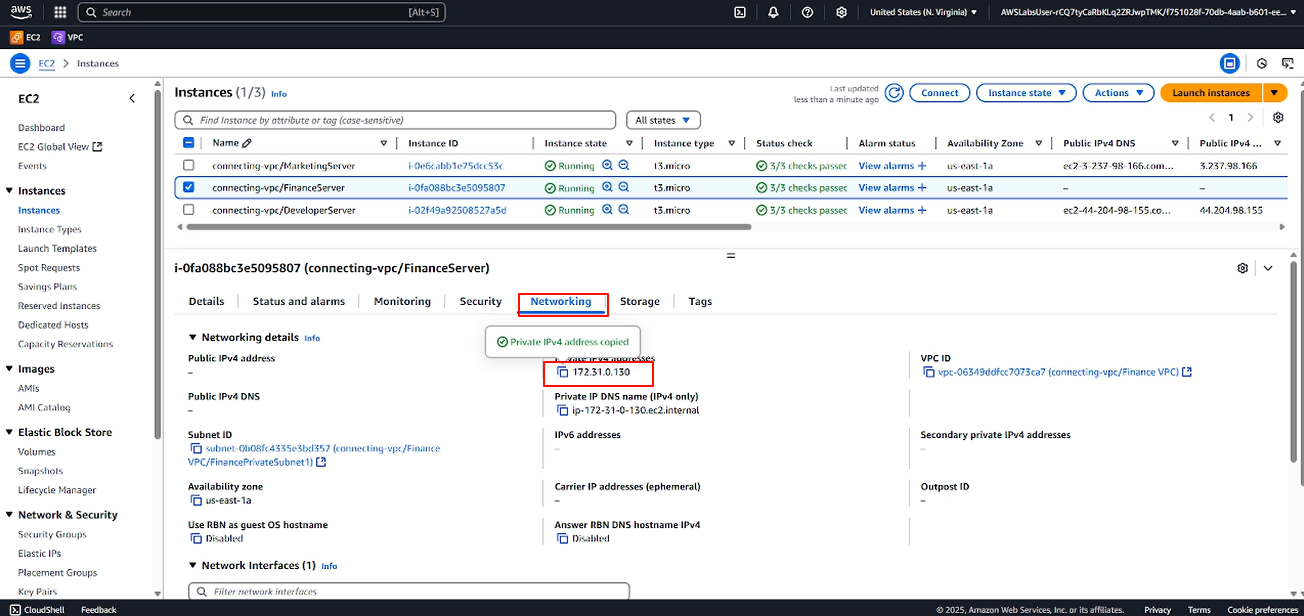 aws
Search [Alt+S]
United States (N. Virginia)
AWSLabsUser-rCQ7tyCaRbKLq2ZRJwpTMK/f751028f-70db-4aab-b601-ee...
EC2 VPC
EC2 > Instances
EC2
Dashboard
EC2 Global View
Events
Instances
Instances
Instance Types
Launch Templates
Spot Requests
Savings Plans
Reserved Instances
Dedicated Hosts
Capacity Reservations
Images
AMIs
AMI Catalog
Elastic Block Store
Volumes
Snapshots
Lifecycle Manager
Network & Security
Security Groups
Elastic IPs
Placement Groups
Key Pairs
Instances (1/3) Info
Last updated
less than a minute ago
Connect Instance state Actions Launch instances
Find Instance by attribute or tag (case-sensitive) All states
1
Name Instance ID Instance state Instance type Status check Alarm status Availability Zone Public IPv4 DNS Public IPv4 ...
connecting-vpc/MarketingServer i-0e6cabb1e75dcc53c Running t3.micro 3/3 checks passed View alarms + us-east-1a ec2-3-237-98-166.com... 3.237.98.166
connecting-vpc/FinanceServer i-0fa088bc3e5095807 Running t3.micro 3/3 checks passed View alarms + us-east-1a – –
connecting-vpc/DeveloperServer i-02f49a92508527a5d Running t3.micro 3/3 checks passed View alarms + us-east-1a ec2-44-204-98-155.co... 44.204.98.155
i-0fa088bc3e5095807 (connecting-vpc/FinanceServer)
Details Status and alarms Monitoring Security Networking Storage Tags
Networking details Info
Private IPv4 address copied
Public IPv4 address
–
Private IPv4 addresses
172.31.0.130
VPC ID
vpc-06349ddfcc7073ca7 (connecting-vpc/Finance VPC)
Public IPv4 DNS
–
Private IP DNS name (IPv4 only)
ip-172-31-0-130.ec2.internal
Subnet ID
subnet-0b08fc4335e3bd357 (connecting-vpc/Finance
VPC/FinancePrivateSubnet1)
IPv6 addresses
–
Secondary private IPv4 addresses
–
Availability zone
us-east-1a
Carrier IP addresses (ephemeral)
–
Outpost ID
–
Use RBN as guest OS hostname
Disabled
Answer RBN DNS hostname IPv4
Disabled
Network Interfaces (1) Info
Filter network interfaces
CloudShell Feedback
© 2025, Amazon Web Services, Inc. or its affiliates. Privacy Terms Cookie preferences